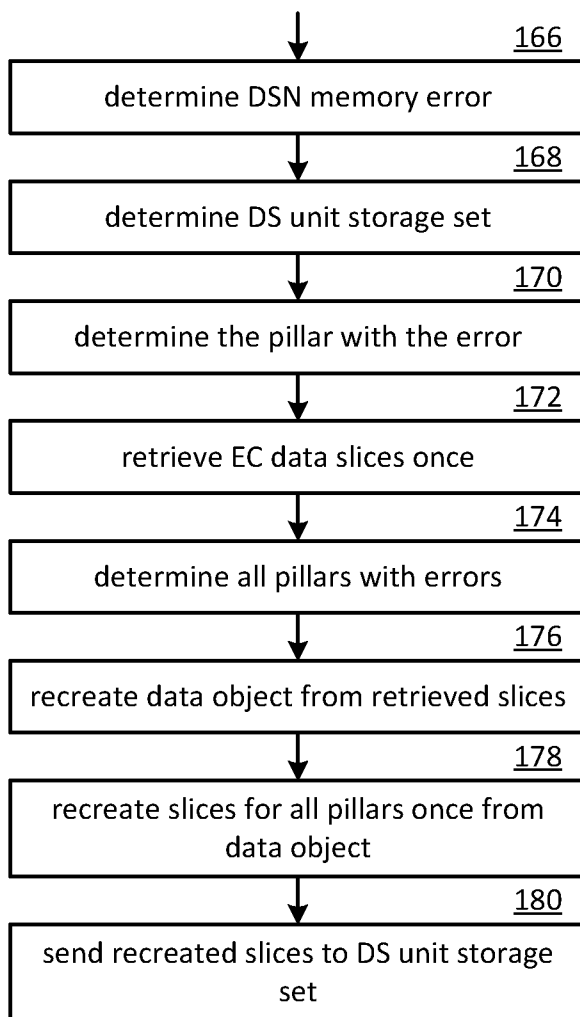 166
determine DSN memory error
168
determine DS unit storage set
170
determine the pillar with the error
172
retrieve EC data slices once
174
determine all pillars with errors
176
recreate data object from retrieved slices
178
recreate slices for all pillars once from
data object
180
send recreated slices to DS unit storage
set